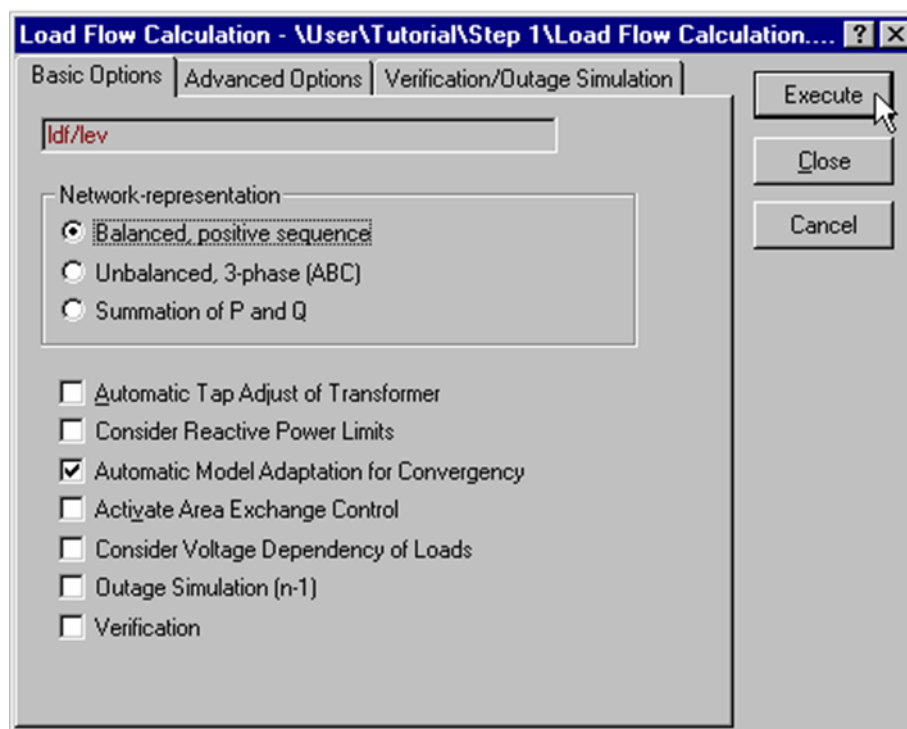 Load Flow Calculation - \User\Tutorial\Step 1\Load Flow Calculation....
Basic Options
Advanced Options
Verification/Outage Simulation
Execute
Close
Cancel
ldf/lev
Network-representation
Balanced, positive sequence
Unbalanced, 3-phase (ABC)
Summation of P and Q
Automatic Tap Adjust of Transformer
Consider Reactive Power Limits
Automatic Model Adaptation for Convergency
Activate Area Exchange Control
Consider Voltage Dependency of Loads
Outage Simulation (n-1)
Verification